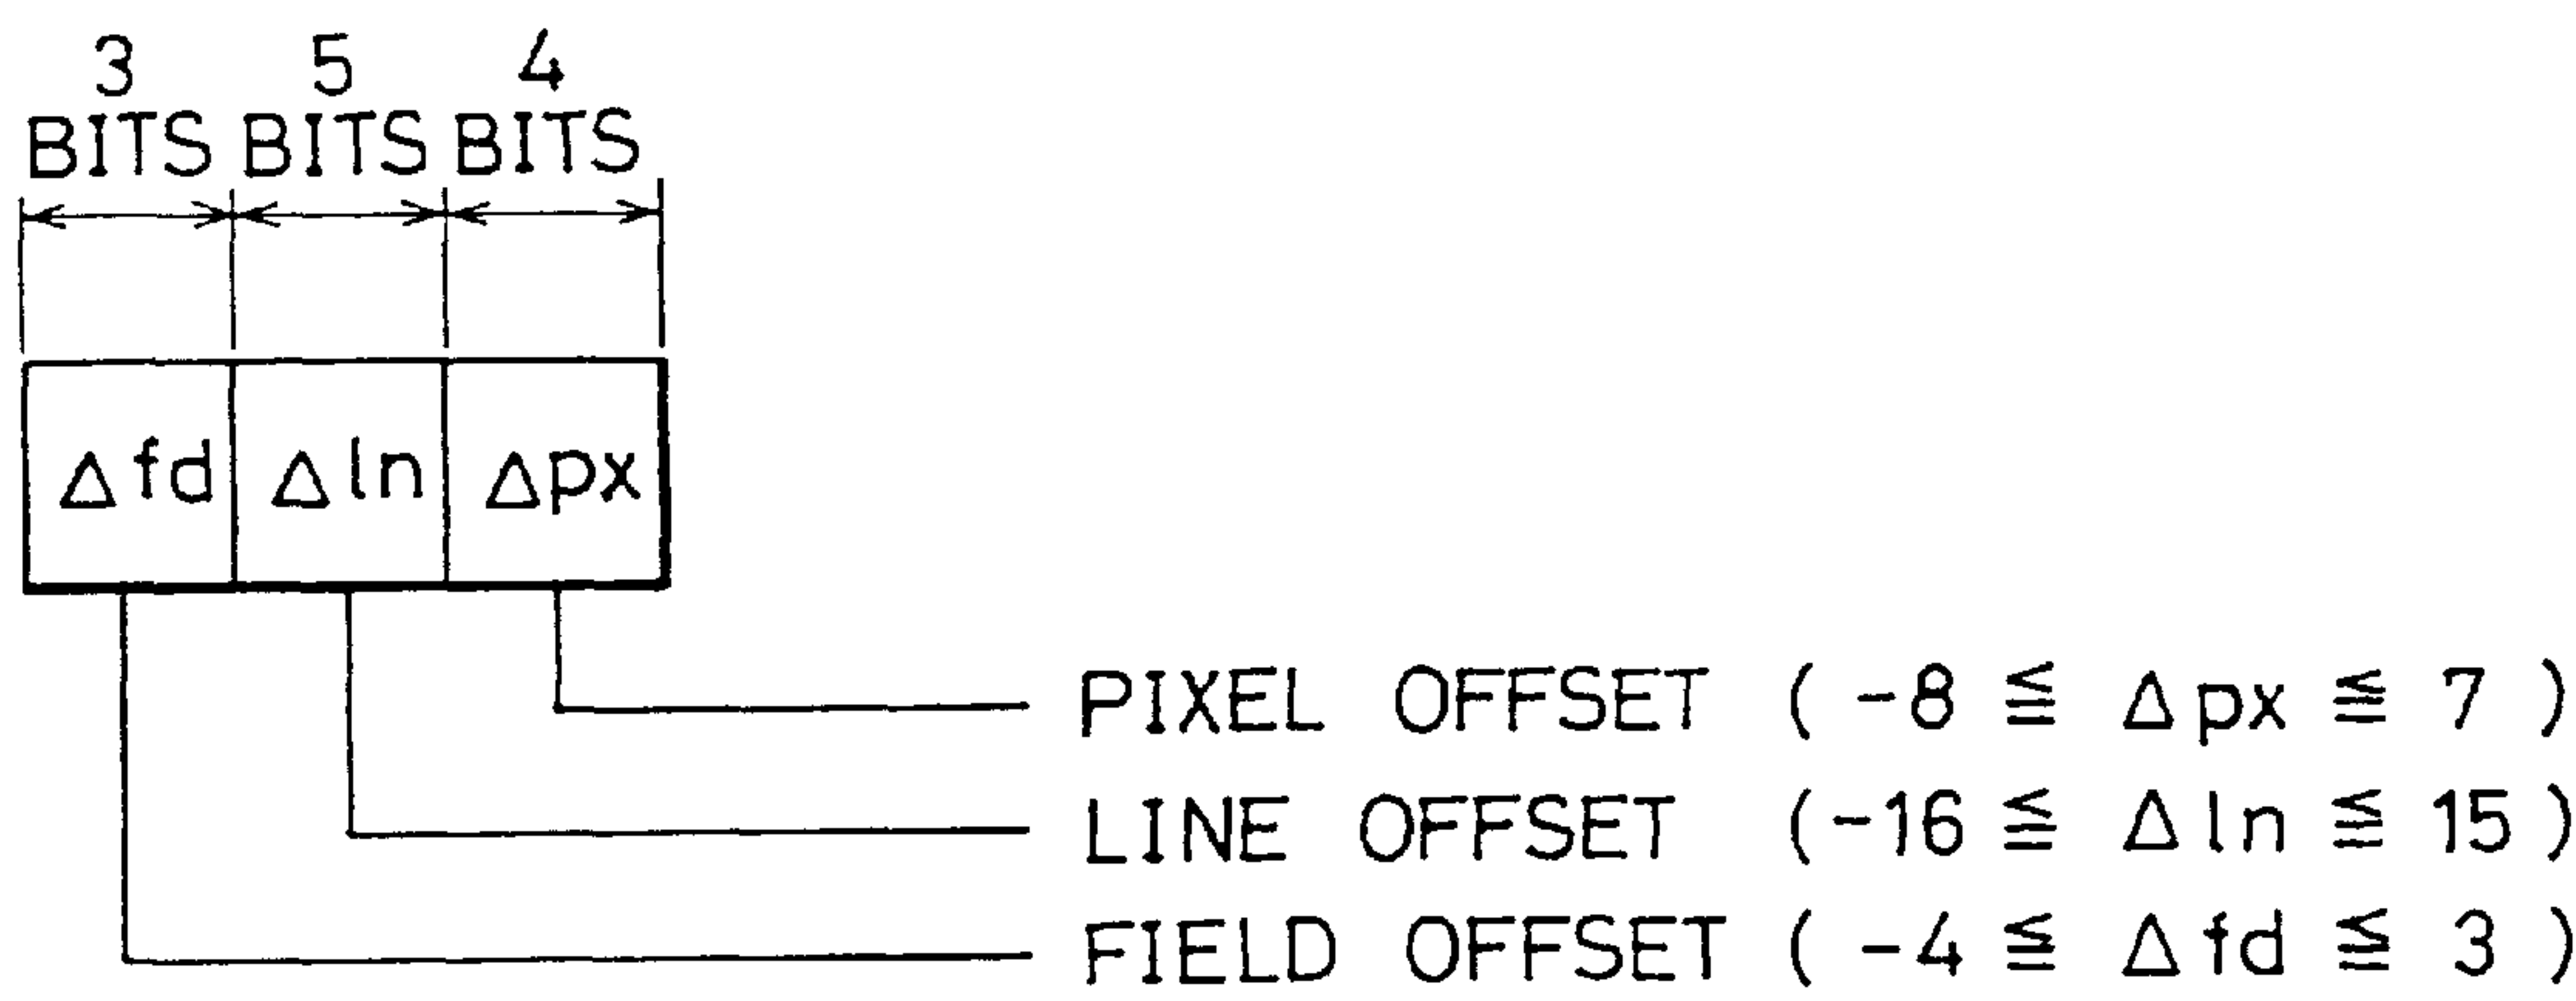 3 5 4
BITS BITS BITS
Δfd Δln Δpx
PIXEL OFFSET ( -8 ≦ Δpx ≦ 7 )
LINE OFFSET (-16 ≦ Δln ≦ 15 )
FIELD OFFSET ( -4 ≦ Δfd ≦ 3 )